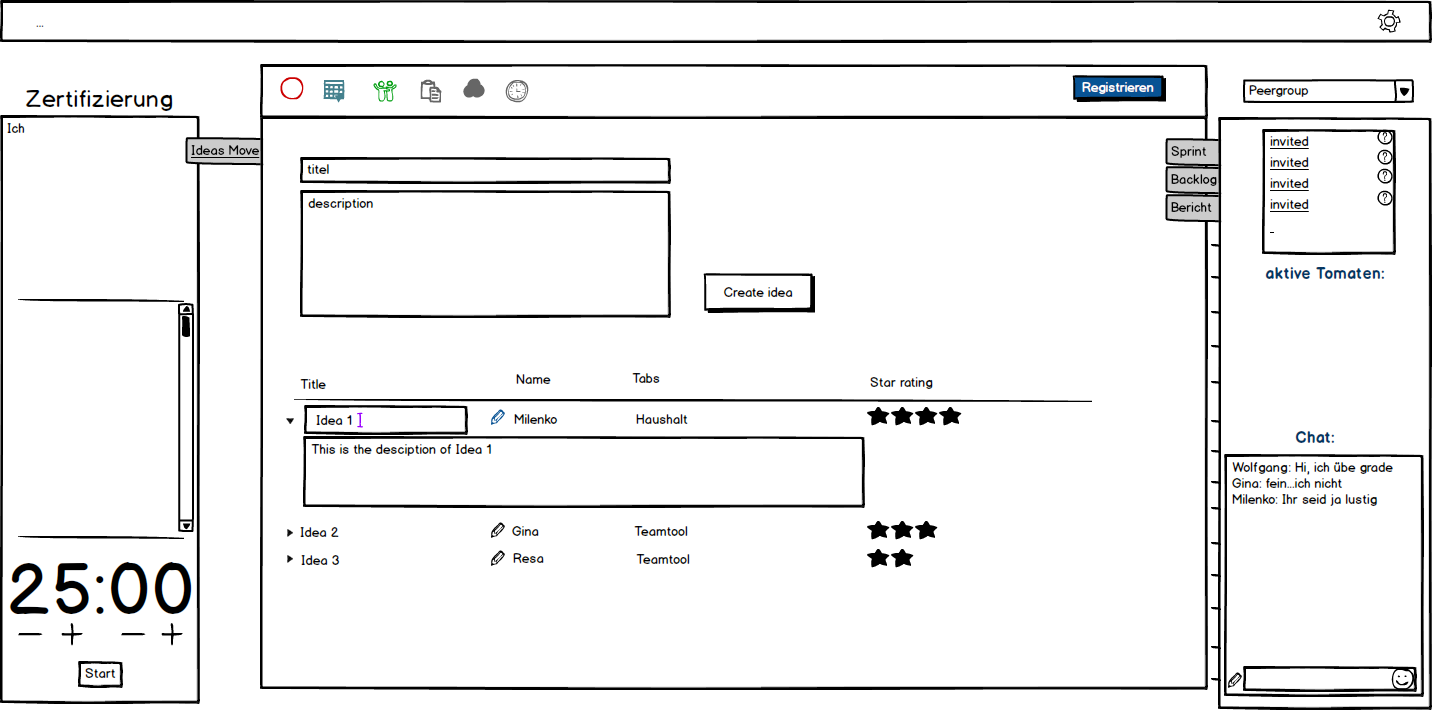 ...
Zertifizierung
Ich
25:00
Start
Ideas Move
Registrieren
titel
description
Create idea
Title Name Tabs Star rating
Idea 1 Milenko Haushalt
This is the desciption of Idea 1
Idea 2 Gina Teamtool
Idea 3 Resa Teamtool
Sprint
Backlog
Bericht
Peergroup
invited ?
invited ?
invited ?
invited ?
-
aktive Tomaten:
Chat:
Wolfgang: Hi, ich übe grade
Gina: fein...ich nicht
Milenko: Ihr seid ja lustig